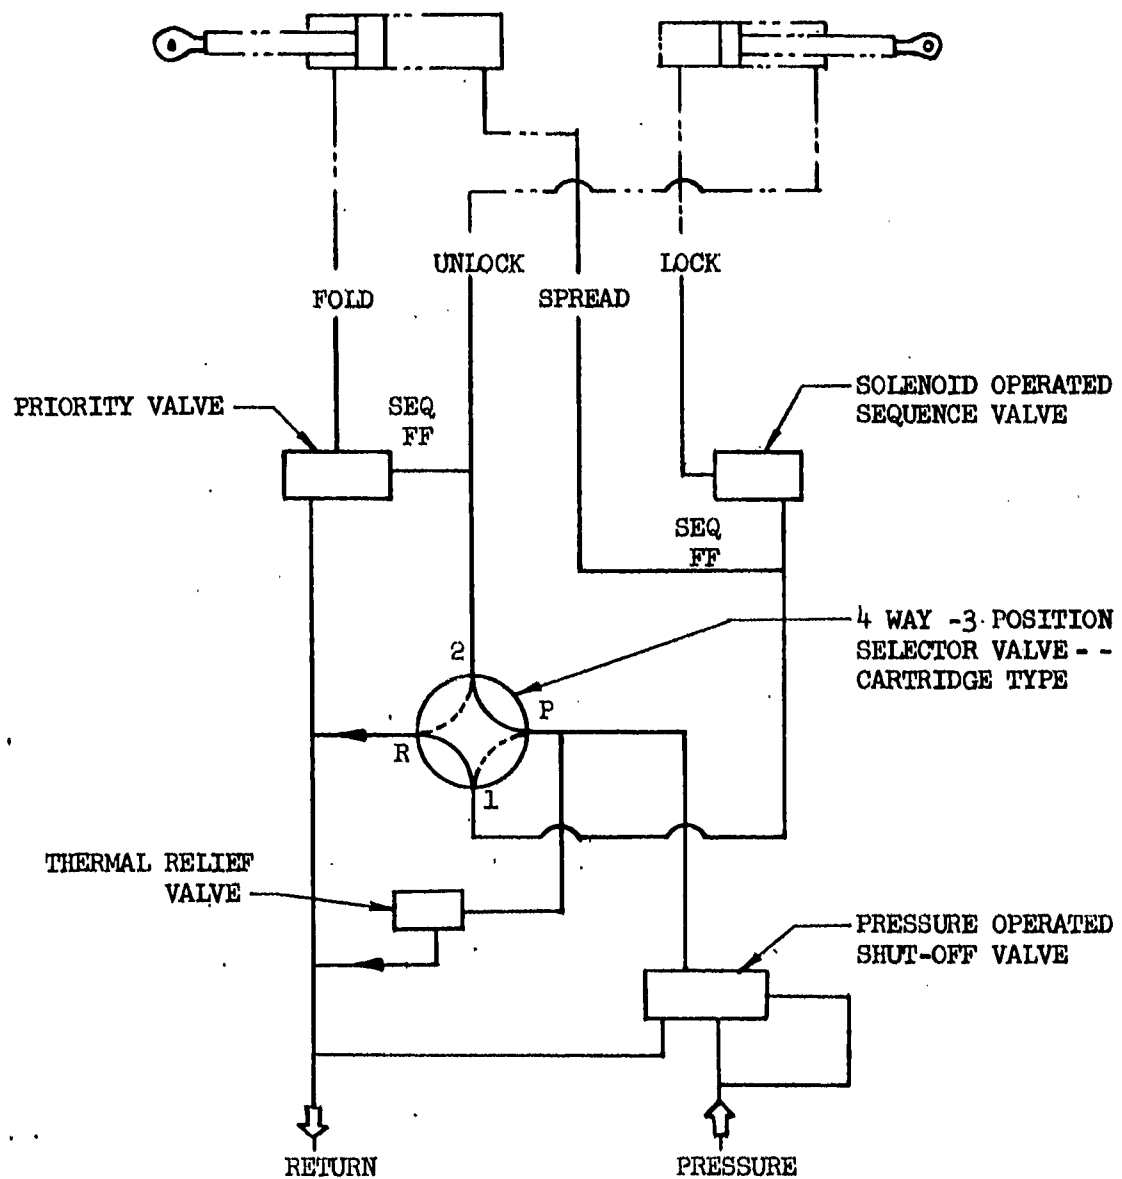 UNLOCK
LOCK
FOLD
SPREAD
PRIORITY VALVE
SEQ
FF
SOLENOID OPERATED
SEQUENCE VALVE
SEQ
FF
4 WAY -3 POSITION
SELECTOR VALVE - -
CARTRIDGE TYPE
2
P
R
1
THERMAL RELIEF
VALVE
PRESSURE OPERATED
SHUT-OFF VALVE
RETURN
PRESSURE